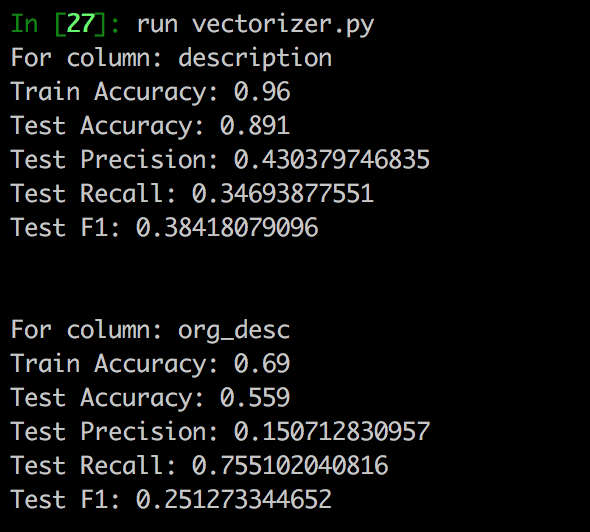 In [27]: run vectorizer.py
For column: description
Train Accuracy: 0.96
Test Accuracy: 0.891
Test Precision: 0.430379746835
Test Recall: 0.34693877551
Test F1: 0.38418079096
For column: org_desc
Train Accuracy: 0.69
Test Accuracy: 0.559
Test Precision: 0.150712830957
Test Recall: 0.755102040816
Test F1: 0.251273344652